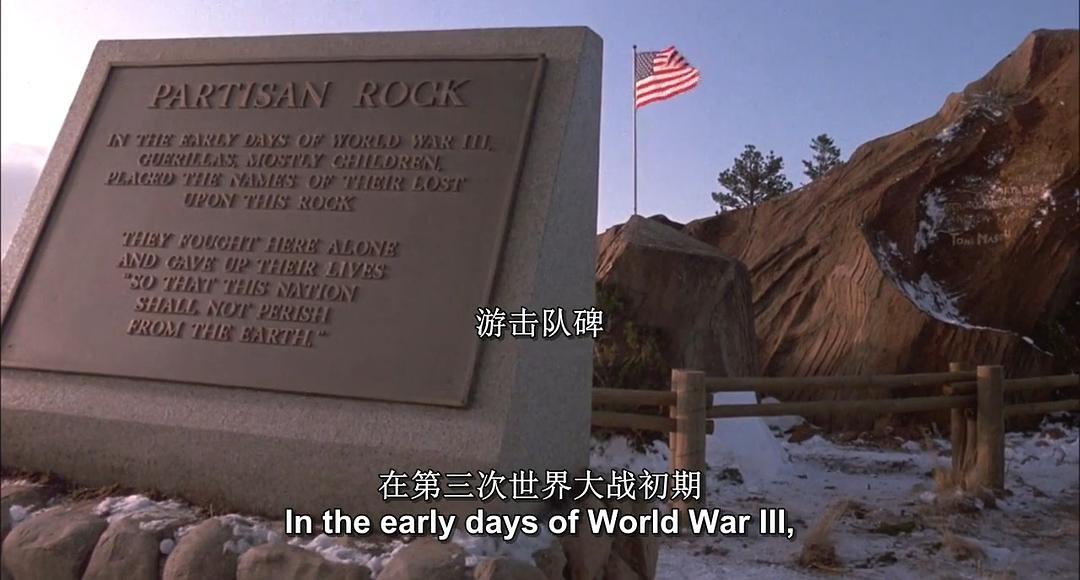 PARTISAN ROCK
IN THE EARLY DAYS OF WORLD WAR III,
GUERILLAS, MOSTLY CHILDREN,
PLACED THE NAMES OF THEIR LOST
UPON THIS ROCK
THEY FOUGHT HERE ALONE
AND GAVE UP THEIR LIVES
"SO THAT THIS NATION
SHALL NOT PERISH
FROM THE EARTH."
TONI MASON
游击队碑
在第三次世界大战初期
In the early days of World War III,